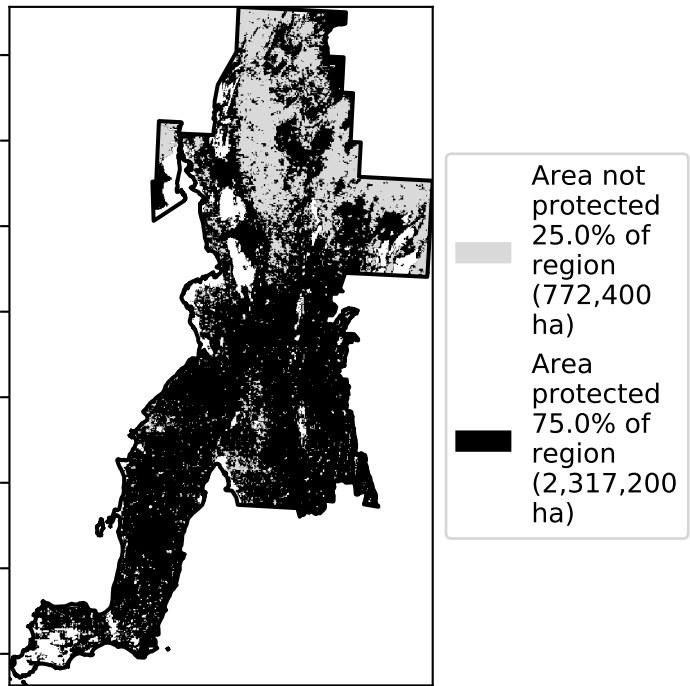 Area not
protected
25.0% of
region
(772,400
ha)
Area
protected
75.0% of
region
(2,317,200
ha)